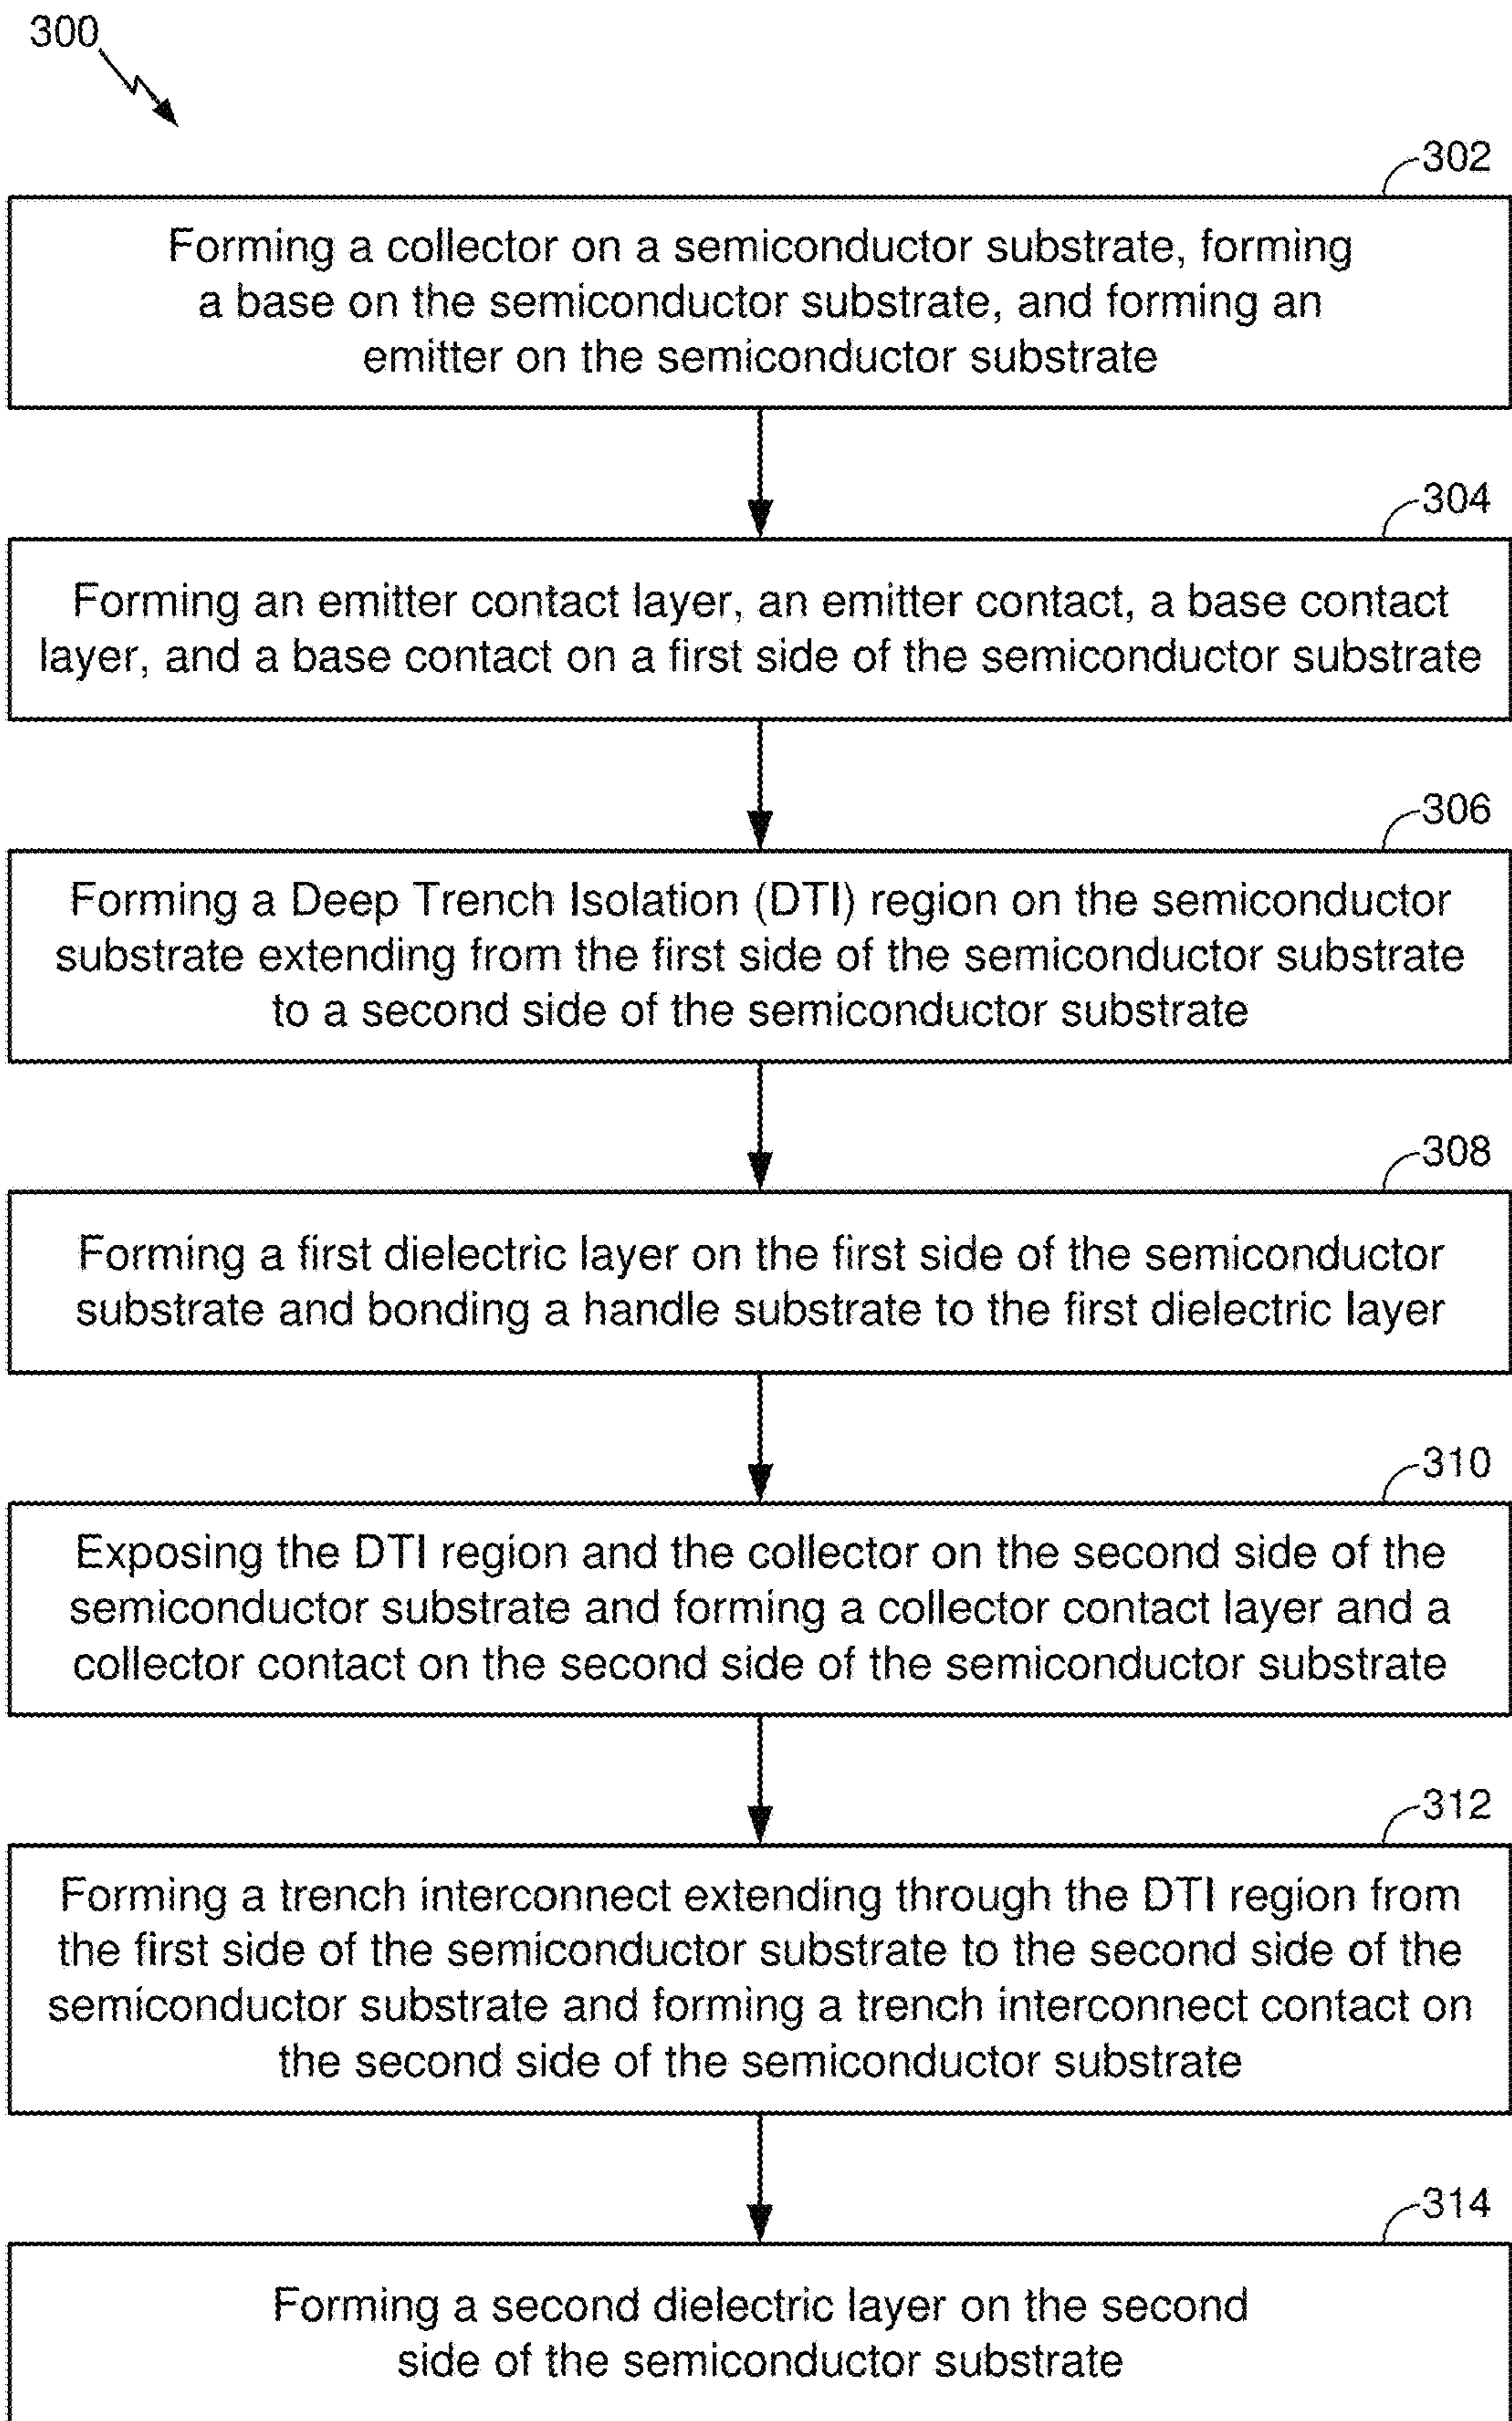 300
302
Forming a collector on a semiconductor substrate, forming
a base on the semiconductor substrate, and forming an
emitter on the semiconductor substrate
304
Forming an emitter contact layer, an emitter contact, a base contact
layer, and a base contact on a first side of the semiconductor substrate
306
Forming a Deep Trench Isolation (DTI) region on the semiconductor
substrate extending from the first side of the semiconductor substrate
to a second side of the semiconductor substrate
308
Forming a first dielectric layer on the first side of the semiconductor
substrate and bonding a handle substrate to the first dielectric layer
310
Exposing the DTI region and the collector on the second side of the
semiconductor substrate and forming a collector contact layer and a
collector contact on the second side of the semiconductor substrate
312
Forming a trench interconnect extending through the DTI region from
the first side of the semiconductor substrate to the second side of the
semiconductor substrate and forming a trench interconnect contact on
the second side of the semiconductor substrate
314
Forming a second dielectric layer on the second
side of the semiconductor substrate